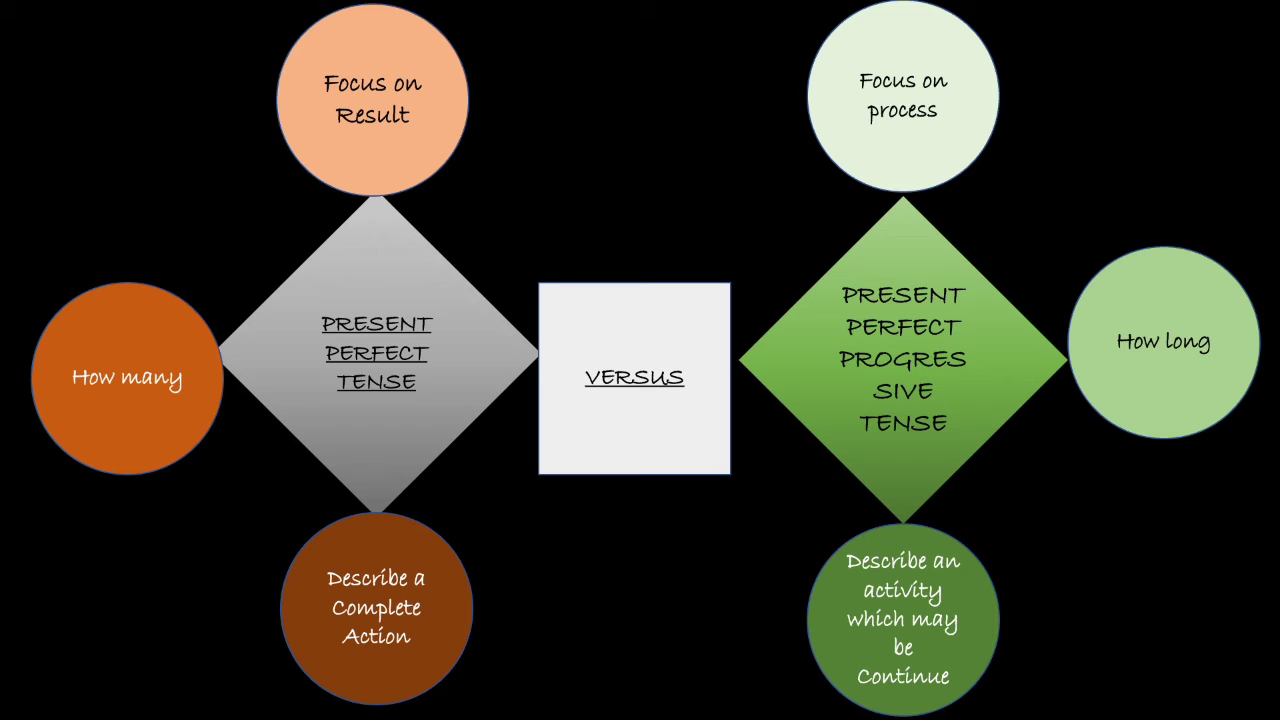 Focus on
Result
How many
PRESENT
PERFECT
TENSE
Describe a
Complete
Action
VERSUS
Focus on
process
PRESENT
PERFECT
PROGRES
SIVE
TENSE
How long
Describe an
activity
which may
be
Continue